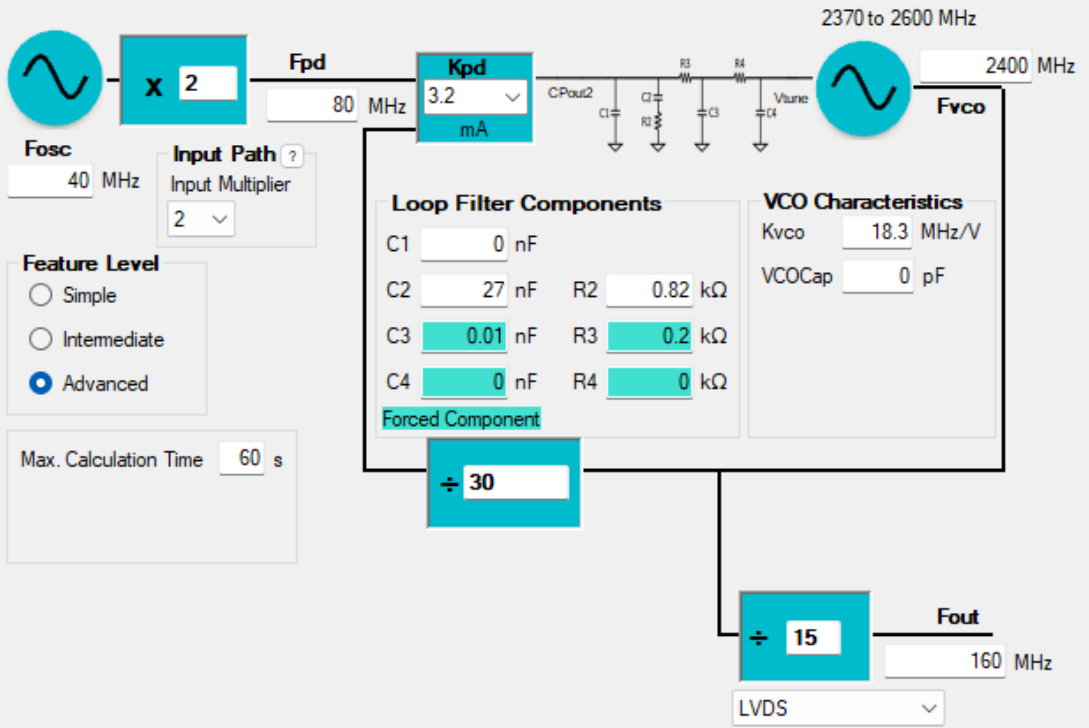 2370 to 2600 MHz
x 2
Fpd
80 MHz
Kpd
3.2
mA
CPout2
C1
C2
R2
R3
C3
R4
C4
Vtune
2400 MHz
Fvco
Fosc
40 MHz
Input Path ?
Input Multiplier
2
Feature Level
Simple
Intermediate
Advanced
Max. Calculation Time 60 s
Loop Filter Components
C1 0 nF
C2 27 nF R2 0.82 kΩ
C3 0.01 nF R3 0.2 kΩ
C4 0 nF R4 0 kΩ
Forced Component
VCO Characteristics
Kvco 18.3 MHz/V
VCOCap 0 pF
÷ 30
÷ 15
Fout
160 MHz
LVDS